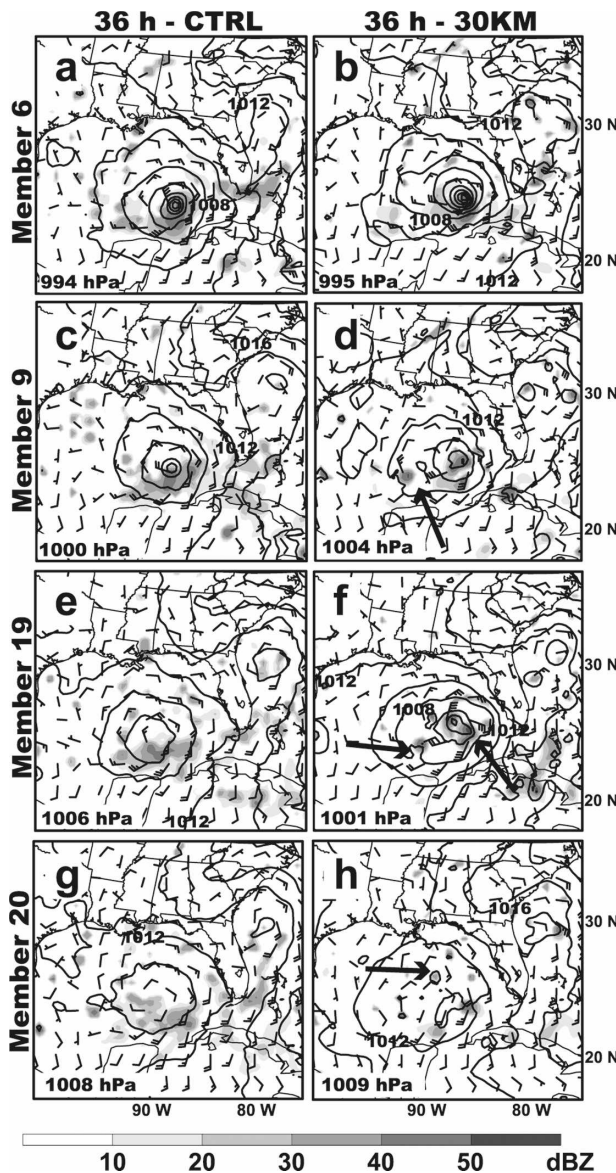 36 h - CTRL 36 h - 30KM
Member 6
a
1012
1008
994 hPa
b
1012
1008
1012
995 hPa
30 N
20 N
Member 9
c
1016
1012
1000 hPa
d
1012
1004 hPa
30 N
20 N
Member 19
e
1012
1006 hPa
f
1012
1008
1012
1001 hPa
30 N
20 N
Member 20
g
1012
1008 hPa
h
1016
1012
1009 hPa
30 N
20 N
90 W 80 W 90 W 80 W
10 20 30 40 50 dBZ